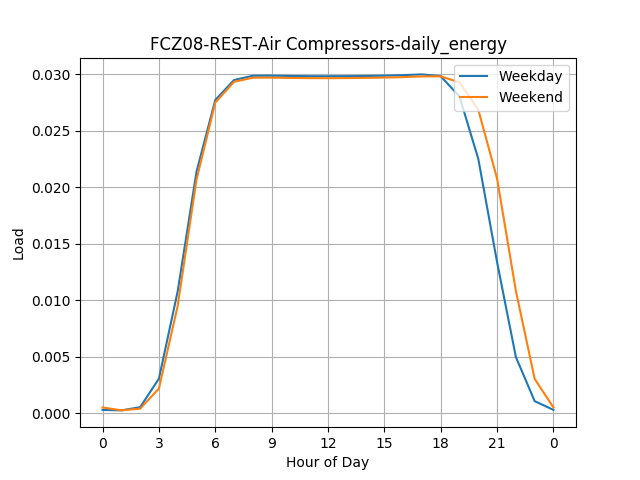 FCZ08-REST-Air Compressors-daily_energy
Weekday
Weekend
0.030
0.025
0.020
0.015
0.010
0.005
0.000
Load
0 3 6 9 12 15 18 21 0
Hour of Day